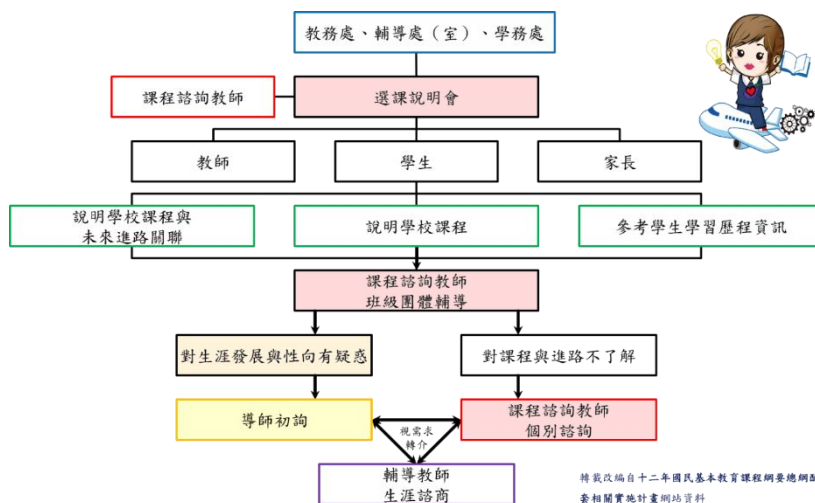 教務處、輔導處（室）、學務處
課程諮詢教師
選課說明會
教師
學生
家長
說明學校課程與
未來進路關聯
說明學校課程
參考學生學習歷程資訊
課程諮詢教師
班級團體輔導
對生涯發展與性向有疑惑
對課程與進路不了解
導師初詢
視需求
轉介
課程諮詢教師
個別諮詢
輔導教師
生涯諮商
轉載改編自十二年國民基本教育課程綱要總綱配
套相關實施計畫網站資料